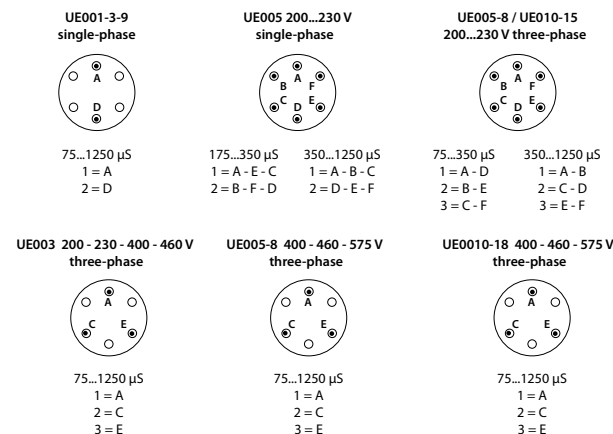 UE001-3-9
single-phase
A
D
75...1250 µS
1 = A
2 = D
UE005 200...230 V
single-phase
A
B F
C E
D
175...350 µS
1 = A - E - C
2 = B - F - D
350...1250 µS
1 = A - B - C
2 = D - E - F
UE005-8 / UE010-15
200...230 V three-phase
A
B F
C E
D
75...350 µS
1 = A - D
2 = B - E
3 = C - F
350...1250 µS
1 = A - B
2 = C - D
3 = E - F
UE003 200 - 230 - 400 - 460 V
three-phase
A
C E
75...1250 µS
1 = A
2 = C
3 = E
UE005-8 400 - 460 - 575 V
three-phase
A
C E
75...1250 µS
1 = A
2 = C
3 = E
UE0010-18 400 - 460 - 575 V
three-phase
A
C E
75...1250 µS
1 = A
2 = C
3 = E